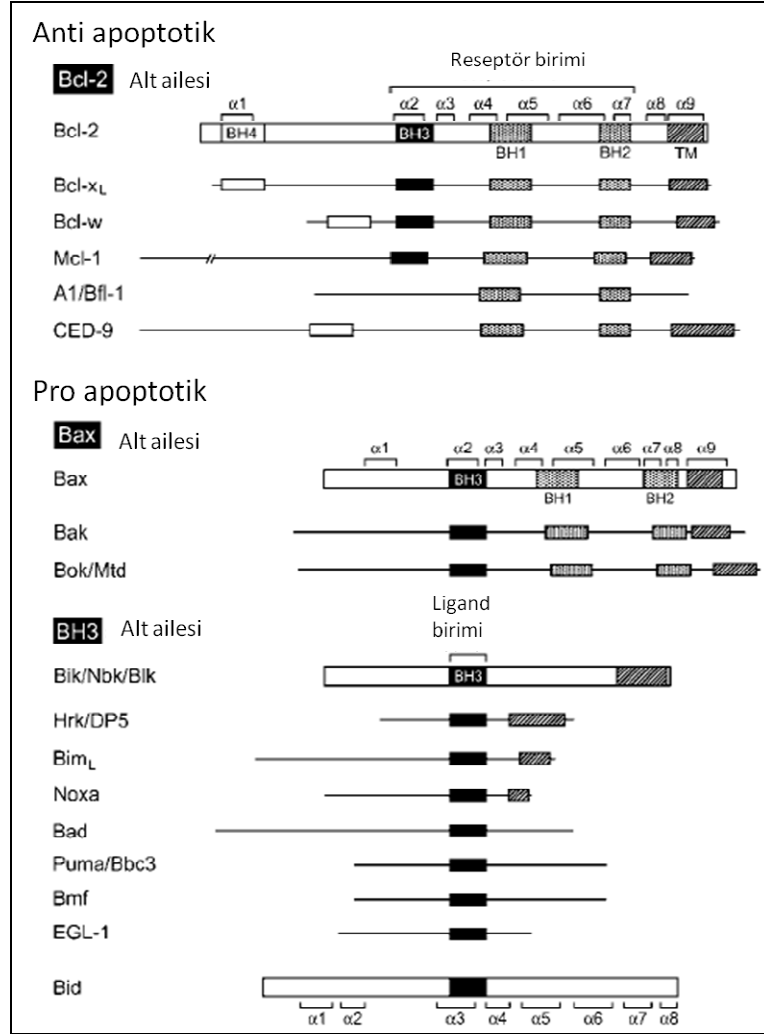 Anti apoptotik
Bcl-2 Alt ailesi
Reseptör birimi
α1 α2 α3 α4 α5 α6 α7 α8 α9
Bcl-2 BH4 BH3
BH1 BH2 TM
Bcl-xL
Bcl-w
Mcl-1
A1/Bfl-1
CED-9
Pro apoptotik
Bax Alt ailesi
α1 α2 α3 α4 α5 α6 α7 α8 α9
Bax BH3
BH1 BH2
Bak
Bok/Mtd
BH3 Alt ailesi
Ligand
birimi
Bik/Nbk/Blk BH3
Hrk/DP5
BimL
Noxa
Bad
Puma/Bbc3
Bmf
EGL-1
Bid
α1 α2 α3 α4 α5 α6 α7 α8